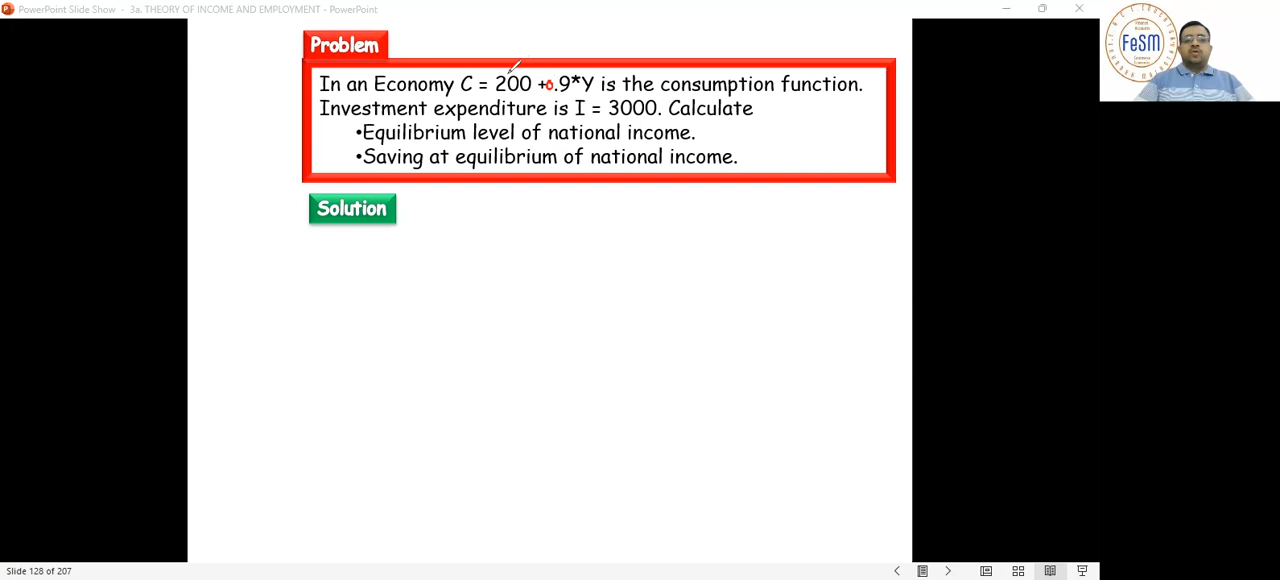 PowerPoint Slide Show - 3a. THEORY OF INCOME AND EMPLOYMENT - PowerPoint
FeSM
Problem
In an Economy C = 200 +0.9*Y is the consumption function.
Investment expenditure is I = 3000. Calculate
•Equilibrium level of national income.
•Saving at equilibrium of national income.
Solution
Slide 128 of 207